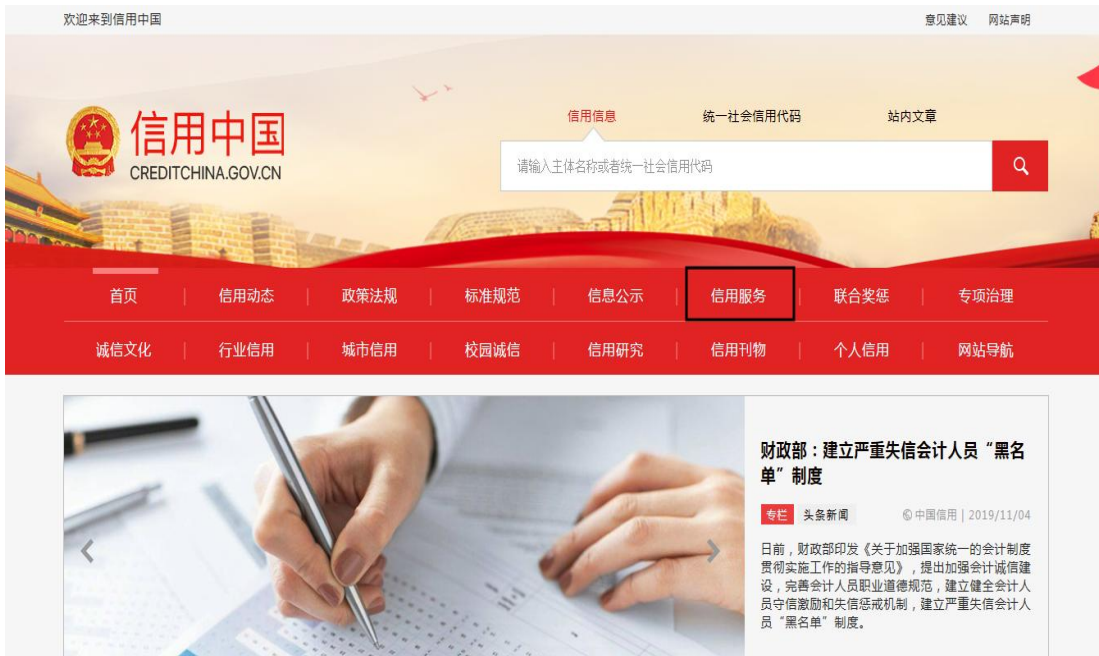 欢迎来到信用中国
意见建议 网站声明
信用中国
CREDITCHINA.GOV.CN
信用信息 统一社会信用代码 站内文章
请输入主体名称或者统一社会信用代码
首页 信用动态 政策法规 标准规范 信息公示 信用服务 联合奖惩 专项治理
诚信文化 行业信用 城市信用 校园诚信 信用研究 信用刊物 个人信用 网站导航
财政部：建立严重失信会计人员“黑名
单”制度
专栏 头条新闻 © 中国信用 | 2019/11/04
日前，财政部印发《关于加强国家统一的会计制度
贯彻实施工作的指导意见》，提出加强会计诚信建
设，完善会计人员职业道德规范，建立健全会计人
员守信激励和失信惩戒机制，建立严重失信会计人
员“黑名单”制度。